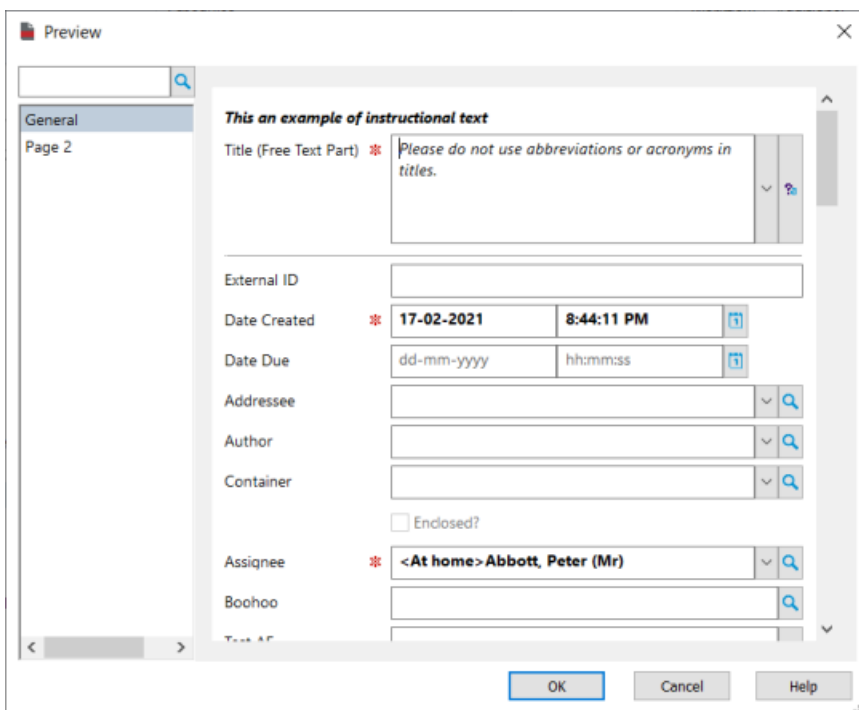 Preview
General
Page 2
This an example of instructional text
Title (Free Text Part) * Please do not use abbreviations or acronyms in
titles.
External ID
Date Created * 17-02-2021 8:44:11 PM
Date Due dd-mm-yyyy hh:mm:ss
Addressee
Author
Container
Enclosed?
Assignee * <At home>Abbott, Peter (Mr)
Boohoo
OK Cancel Help